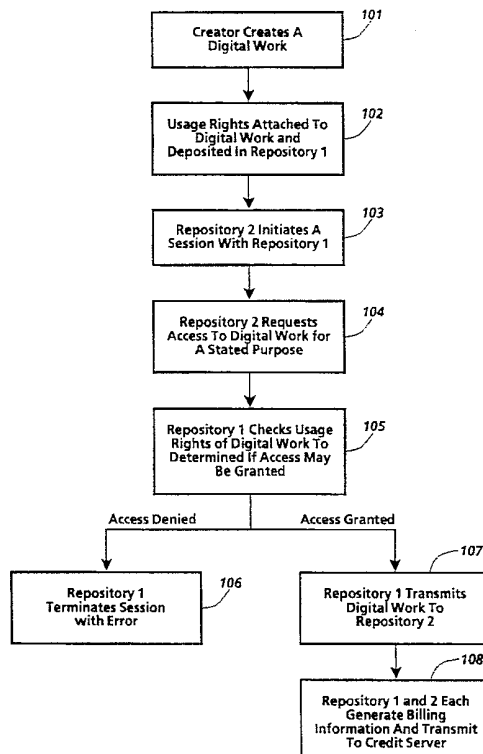 101
Creator Creates A
Digital Work
102
Usage Rights Attached To
Digital Work and
Deposited In Repository 1
103
Repository 2 Initiates A
Session With Repository 1
104
Repository 2 Requests
Access To Digital Work for
A Stated Purpose
105
Repository 1 Checks Usage
Rights of Digital Work To
Determined If Access May
Be Granted
Access Denied
Access Granted
106
Repository 1
Terminates Session
with Error
107
Repository 1 Transmits
Digital Work To
Repository 2
108
Repository 1 and 2 Each
Generate Billing
Information And Transmit
To Credit Server